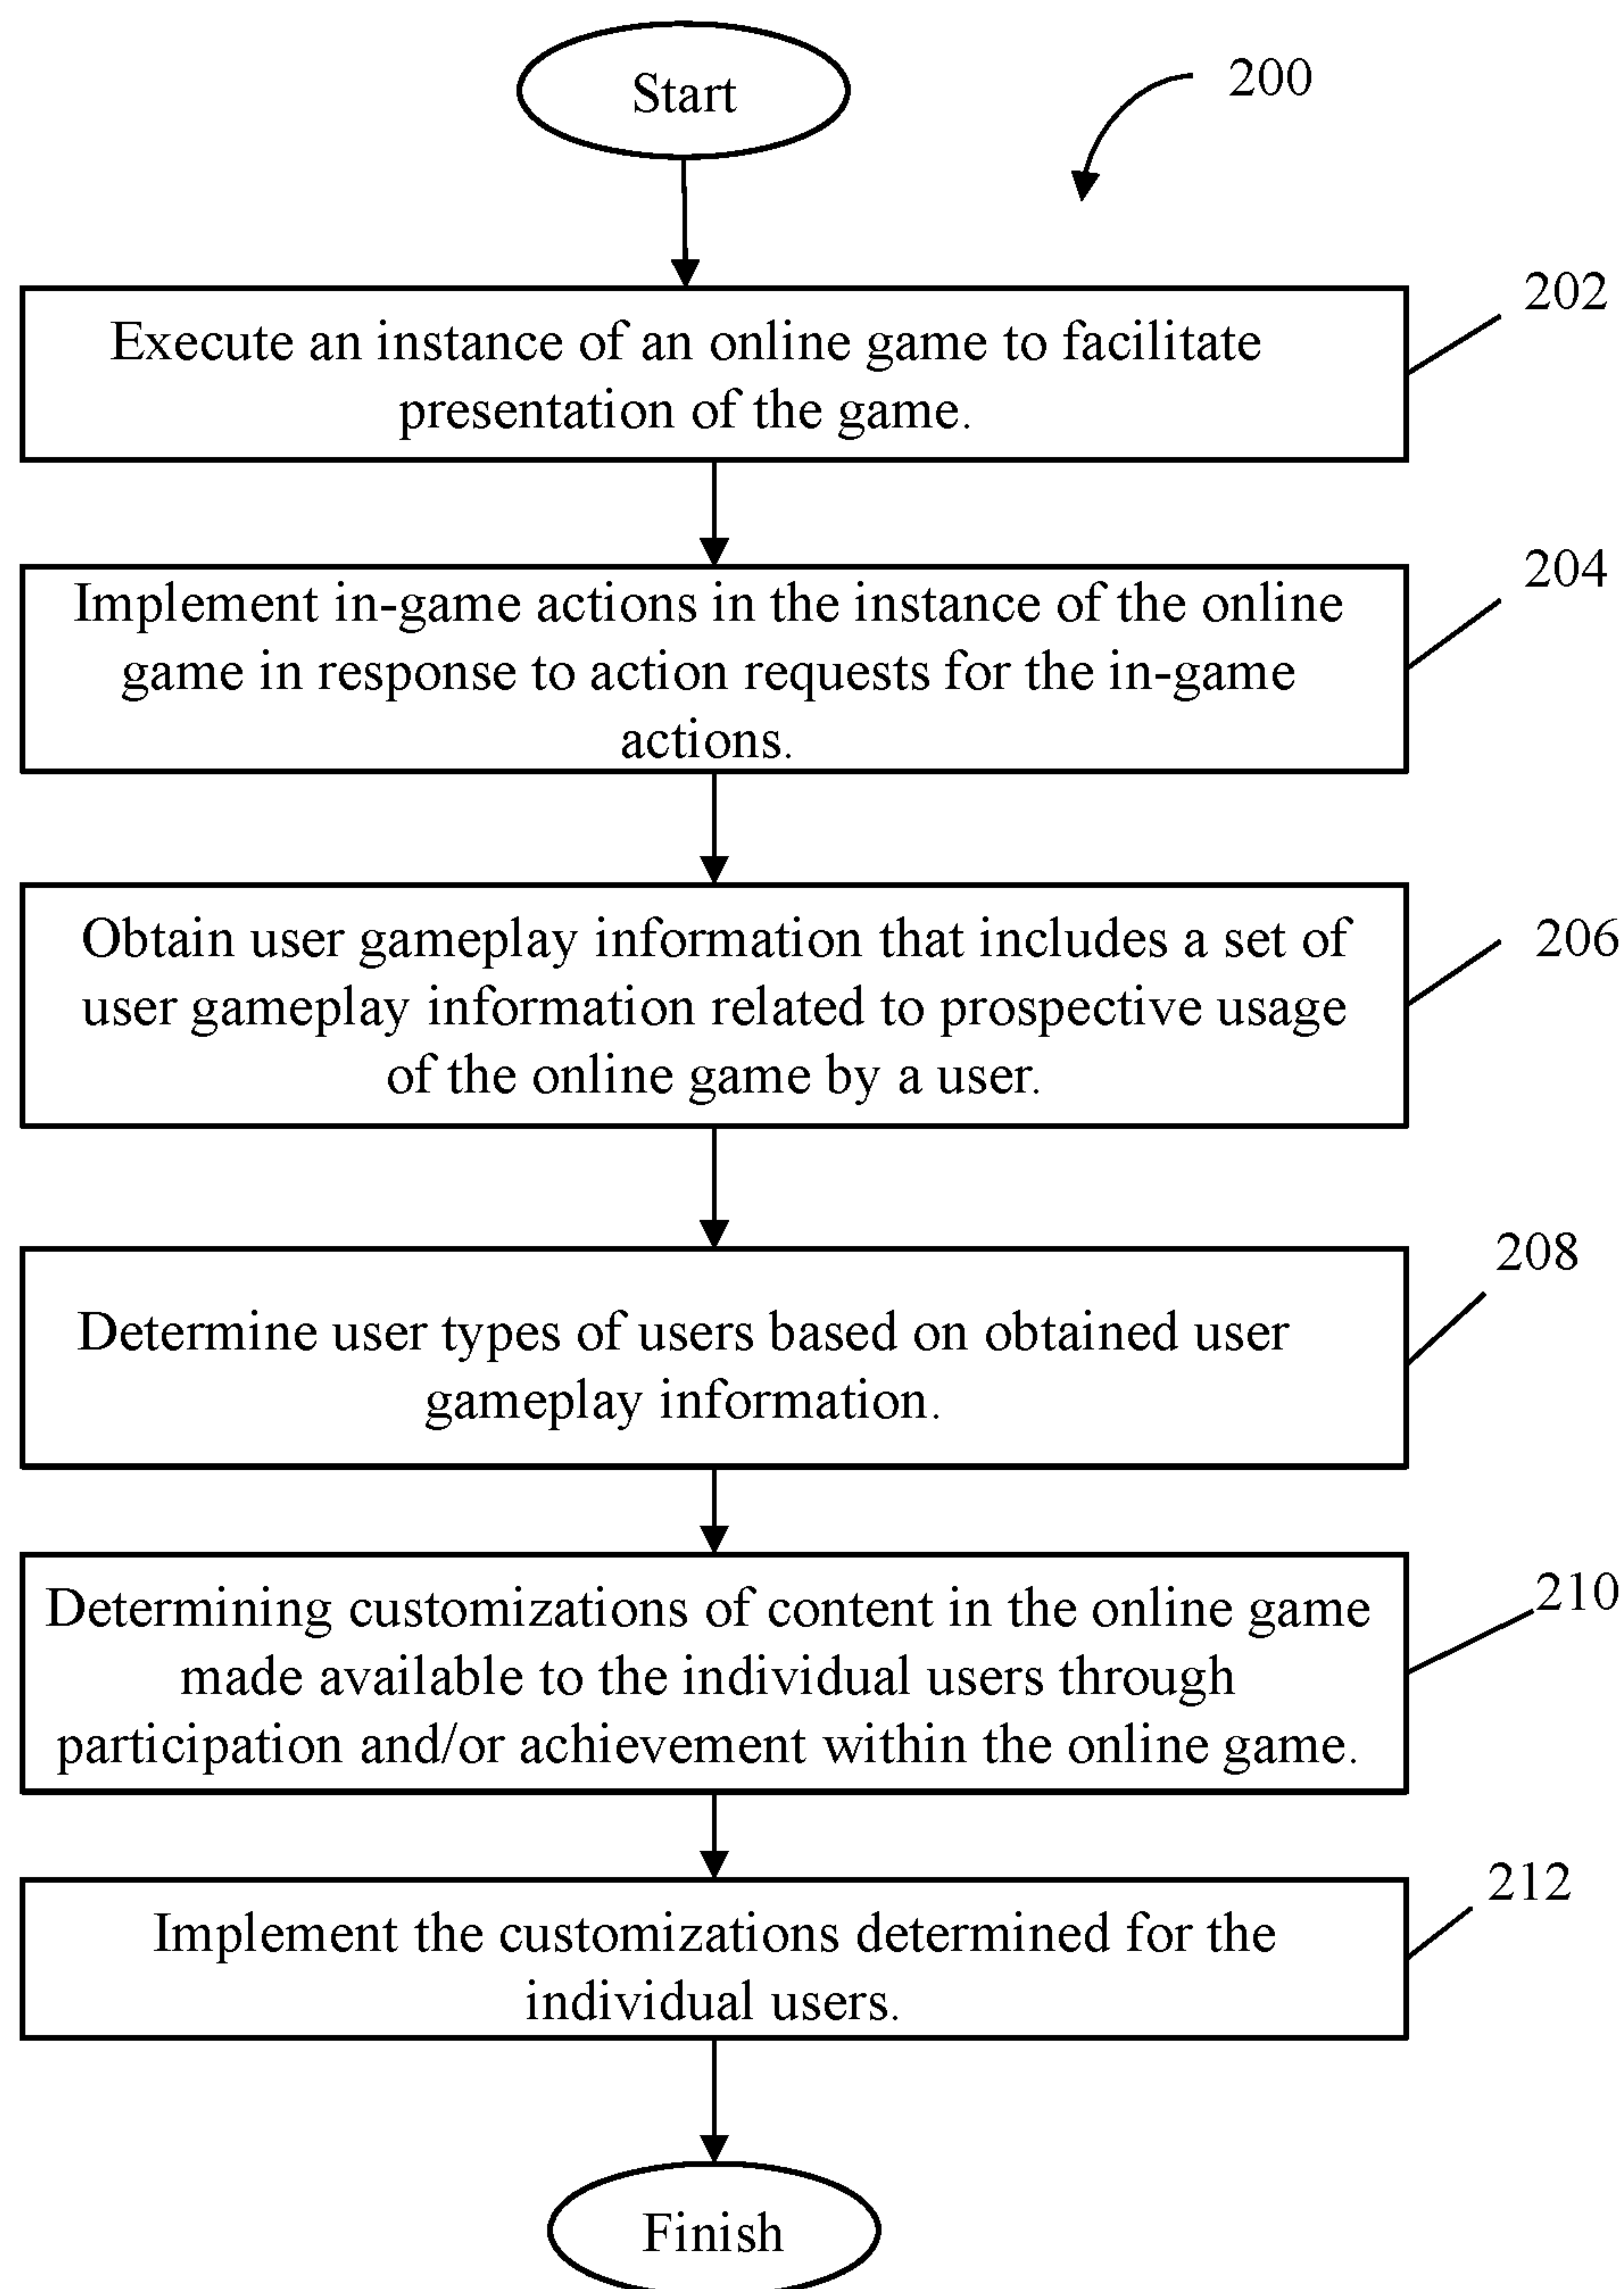 Start
200
202
Execute an instance of an online game to facilitate
presentation of the game.
204
Implement in-game actions in the instance of the online
game in response to action requests for the in-game
actions.
206
Obtain user gameplay information that includes a set of
user gameplay information related to prospective usage
of the online game by a user.
208
Determine user types of users based on obtained user
gameplay information.
210
Determining customizations of content in the online game
made available to the individual users through
participation and/or achievement within the online game.
212
Implement the customizations determined for the
individual users.
Finish